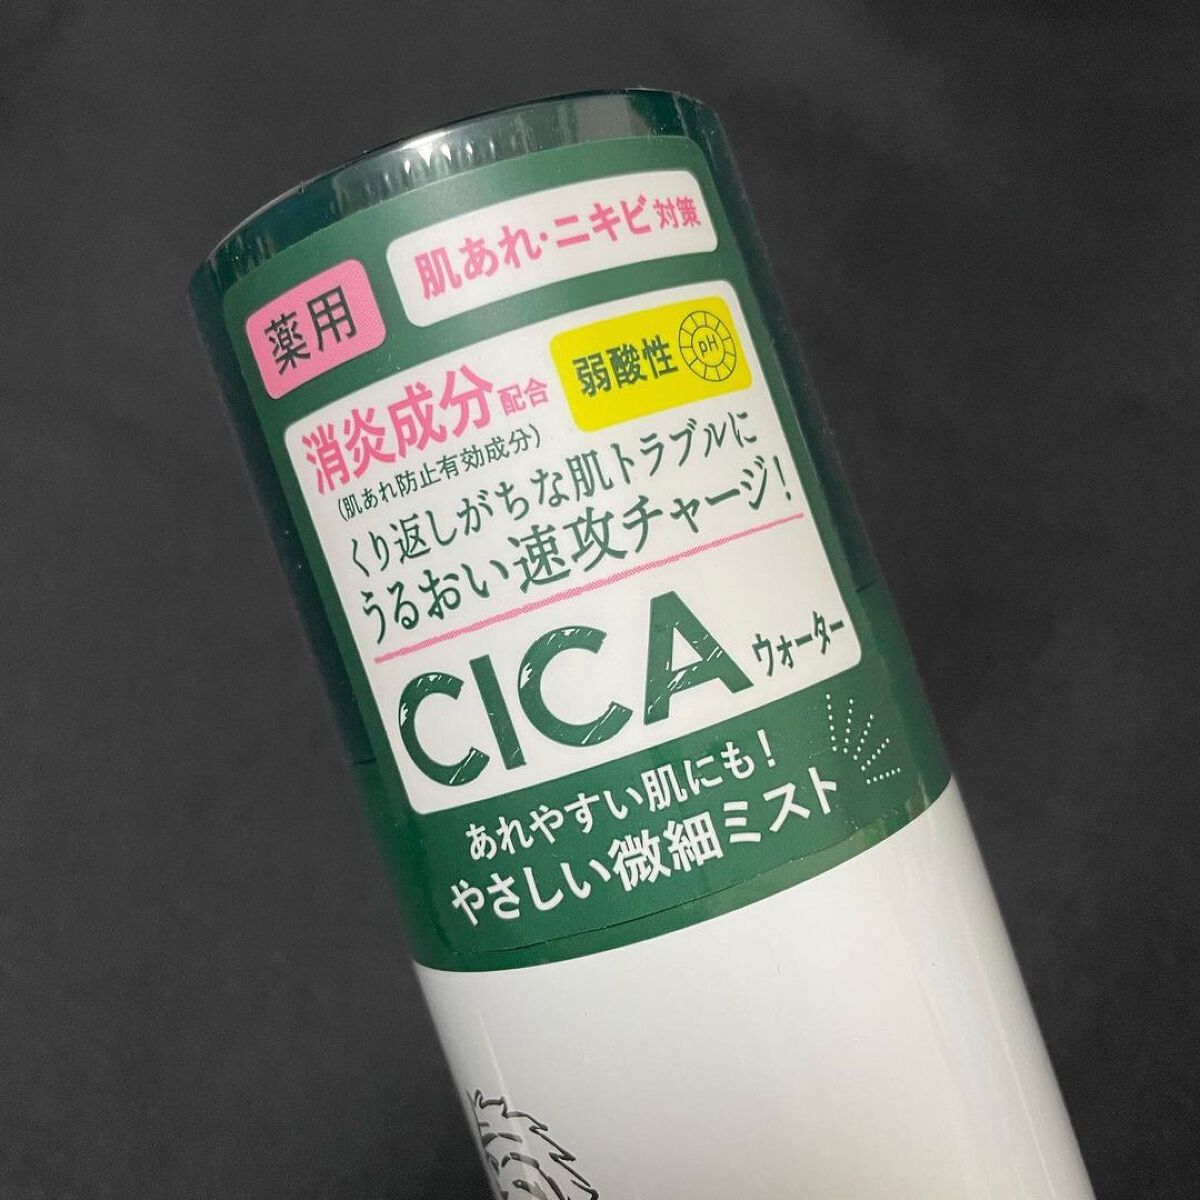 薬用
肌あれ・ニキビ対策
消炎成分配合
(肌あれ防止有効成分)
弱酸性 pH
くり返しがちな肌トラブルに
うるおい速攻チャージ!
CICA ウォーター
あれやすい肌にも!
やさしい微細ミスト